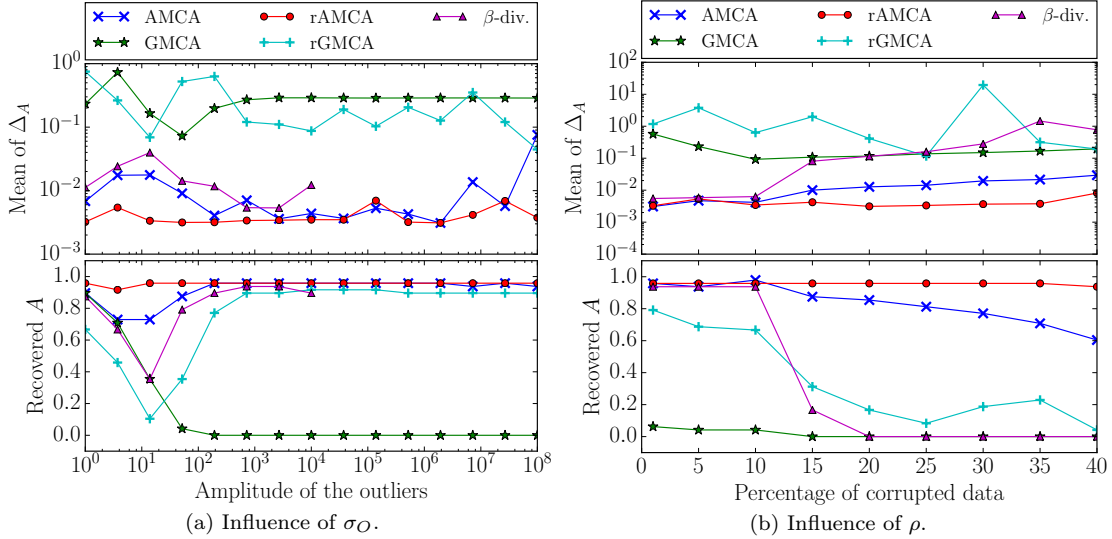 AMCA rAMCA β-div.
GMCA rGMCA
10^0
10^-1
10^-2
10^-3
Mean of Δ_A
1.0
0.8
0.6
0.4
0.2
0.0
Recovered A
10^0 10^1 10^2 10^3 10^4 10^5 10^6 10^7 10^8
Amplitude of the outliers
(a) Influence of σ_O.
AMCA rAMCA β-div.
GMCA rGMCA
10^2
10^1
10^0
10^-1
10^-2
10^-3
10^-4
Mean of Δ_A
1.0
0.8
0.6
0.4
0.2
0.0
Recovered A
0 5 10 15 20 25 30 35 40
Percentage of corrupted data
(b) Influence of ρ.